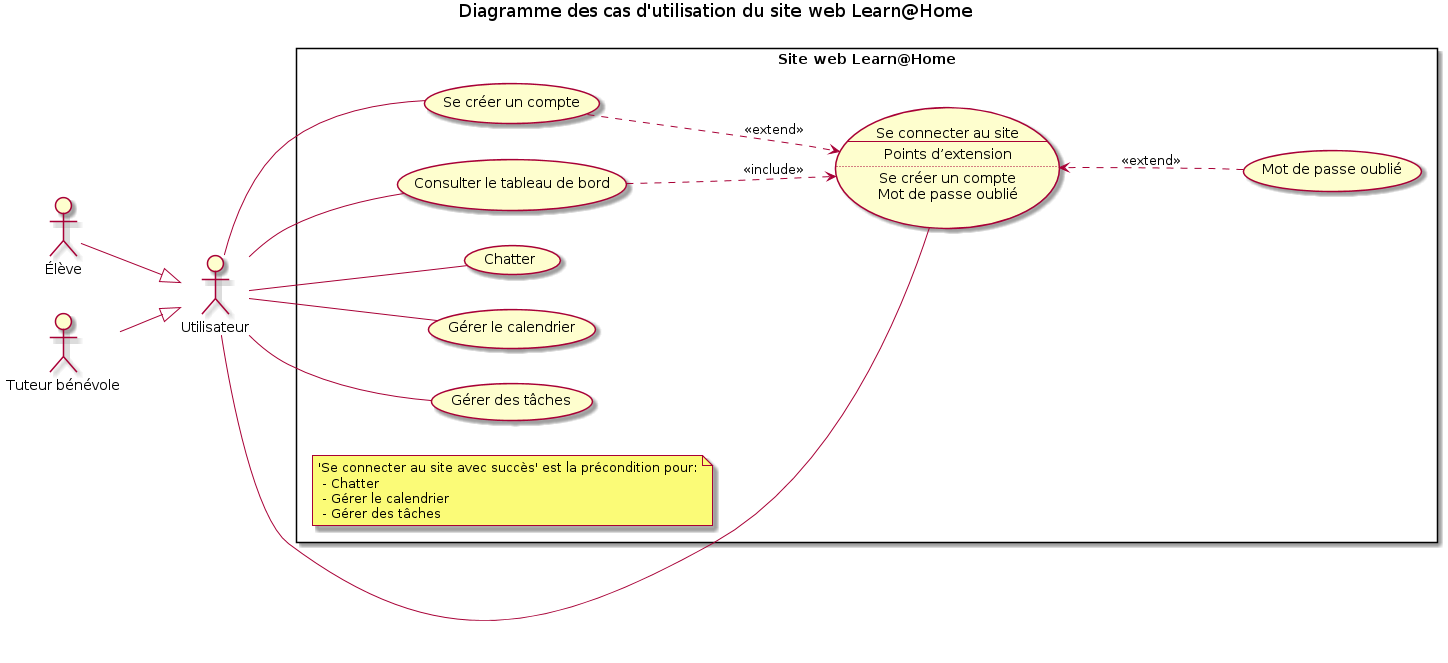 Diagramme des cas d'utilisation du site web Learn@Home
Site web Learn@Home
Se créer un compte
«extend»
Se connecter au site
Points d’extension
Se créer un compte
Mot de passe oublié
«extend»
Mot de passe oublié
«include»
Consulter le tableau de bord
Chatter
Élève
Utilisateur
Gérer le calendrier
Tuteur bénévole
Gérer des tâches
'Se connecter au site avec succès' est la précondition pour:
- Chatter
- Gérer le calendrier
- Gérer des tâches